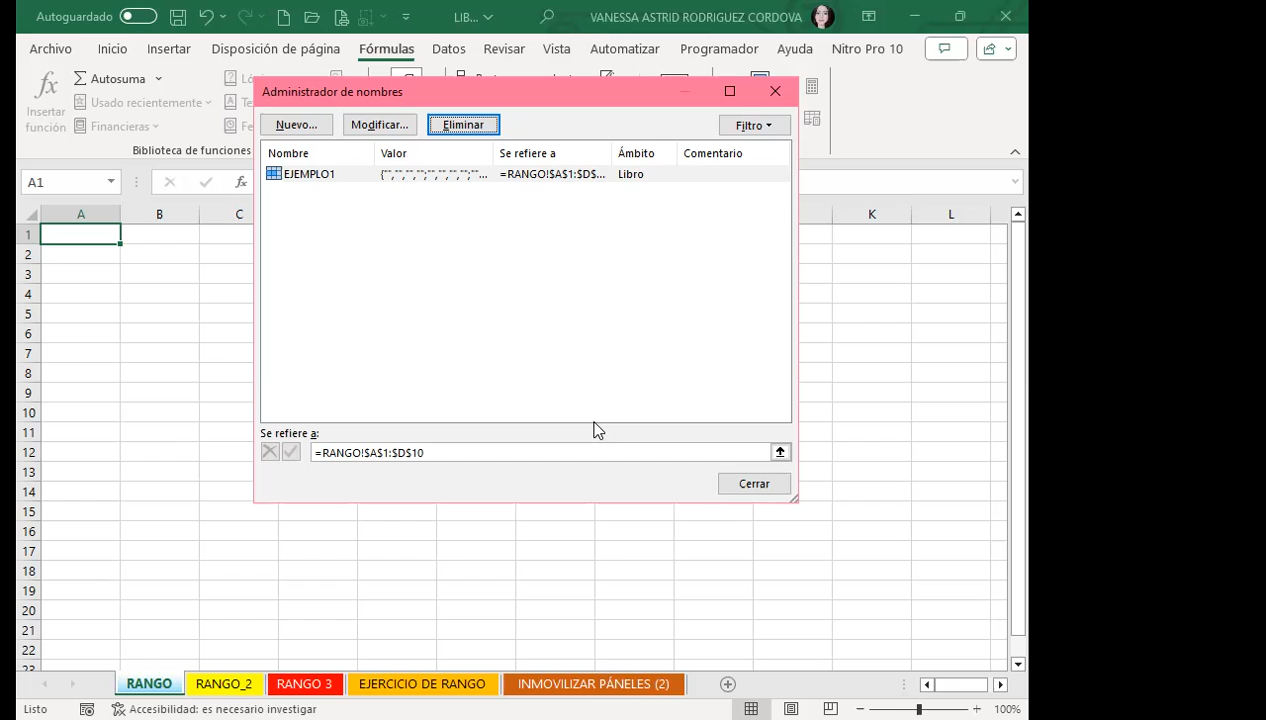 Autoguardado
LIB...
VANESSA ASTRID RODRIGUEZ CORDOVA
Archivo Inicio Insertar Disposición de página Fórmulas Datos Revisar Vista Automatizar Programador Ayuda Nitro Pro 10
fx
Insertar
función
Autosuma
Usado recientemente
Financieras
Biblioteca de funciones
Administrador de nombres
Nuevo... Modificar... Eliminar Filtro
Nombre Valor Se refiere a Ámbito Comentario
EJEMPLO1 {"","","","";"","","","";""... =RANGO!$A$1:$D$... Libro
Se refiere a:
=RANGO!$A$1:$D$10
Cerrar
A1 fx
A B C K L
1
2
3
4
5
6
7
8
9
10
11
12
13
14
15
16
17
18
19
20
21
22
23
RANGO RANGO_2 RANGO 3 EJERCICIO DE RANGO INMOVILIZAR PÁNELES (2)
Listo Accesibilidad: es necesario investigar 100%